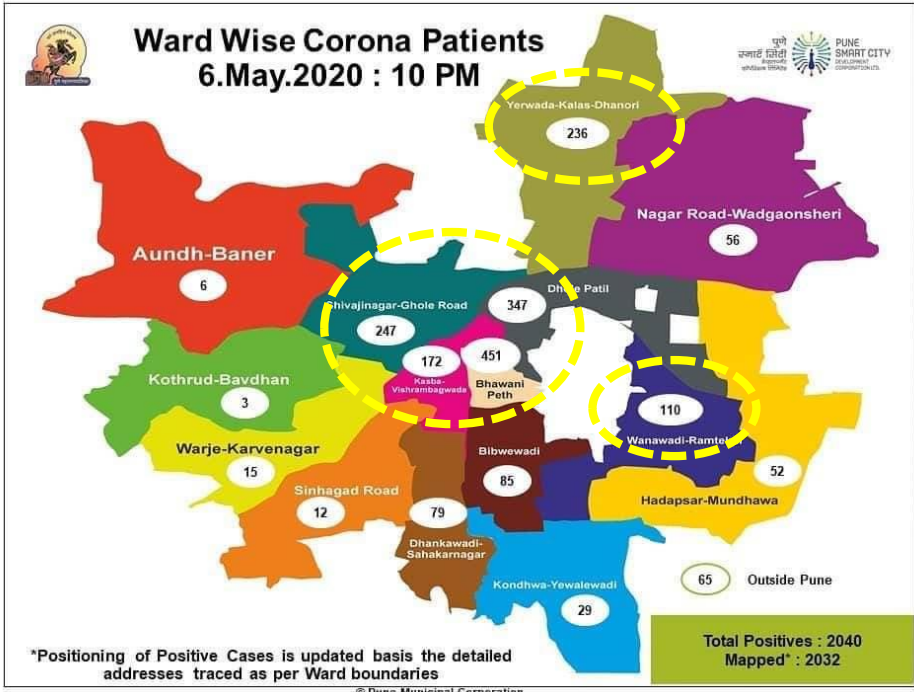 Ward Wise Corona Patients
6.May.2020 : 10 PM
पुणे
स्मार्ट सिटी
PUNE
SMART CITY
DEVELOPMENT
CORPORATION LTD.
Yerwada-Kalas-Dhanori
236
Nagar Road-Wadgaonsheri
56
Aundh-Baner
6
Dhole Patil
347
Shivajinagar-Ghole Road
247
172
451
Kasba-
Vishrambagwada
Bhawani
Peth
Kothrud-Bavdhan
3
110
Wanawadi-Ramtek
Warje-Karvenagar
15
Bibwewadi
85
52
Hadapsar-Mundhawa
Sinhagad Road
12
79
Dhankawadi-
Sahakarnagar
Kondhwa-Yewalewadi
29
65 Outside Pune
Total Positives : 2040
Mapped* : 2032
*Positioning of Positive Cases is updated basis the detailed
addresses traced as per Ward boundaries
© Pune Municipal Corporation